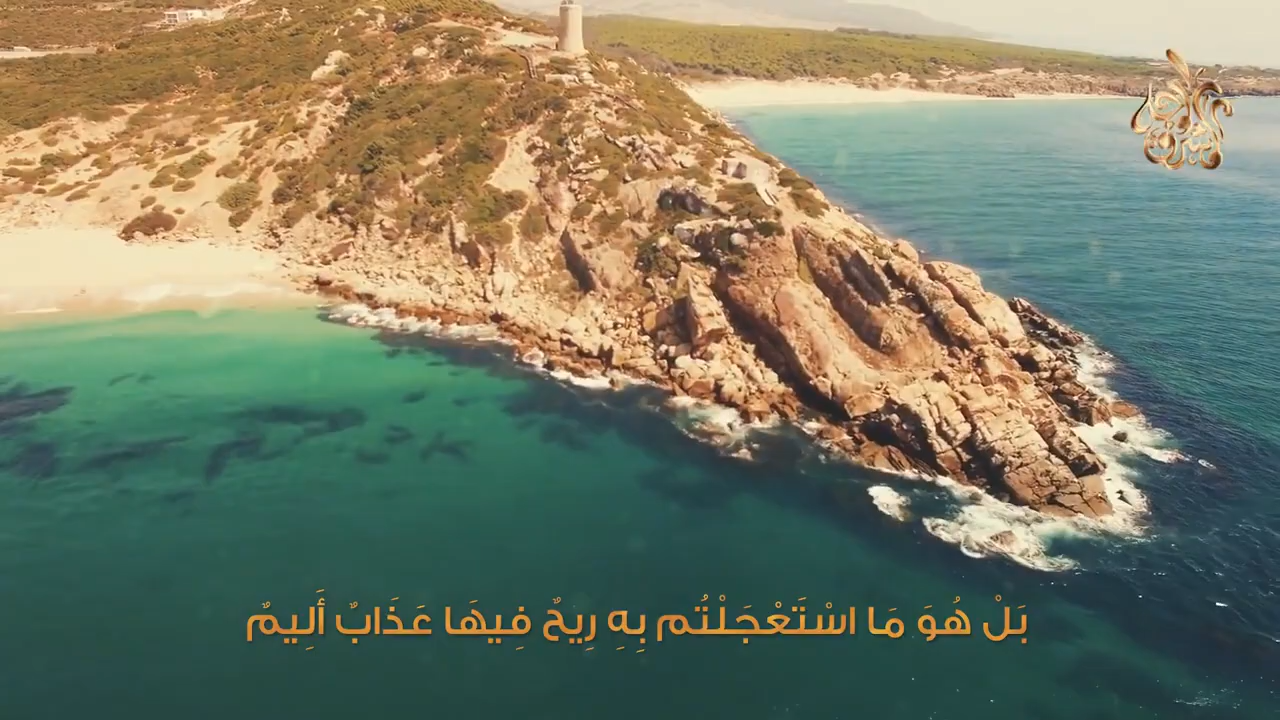 بَلْ هُوَ مَا اسْتَعْجَلْتُم بِهِ رِيحٌ فِيهَا عَذَابٌ أَلِيمٌ